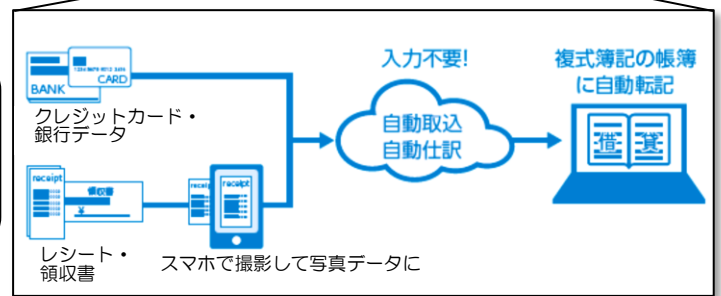 入力不要!
複式簿記の帳簿
に自動転記
BANK
CARD
クレジットカード・
銀行データ
自動取込
自動仕訳
借 貸
receipt
領収書
¥
receipt
receipt
レシート・
領収書
スマホで撮影して写真データに